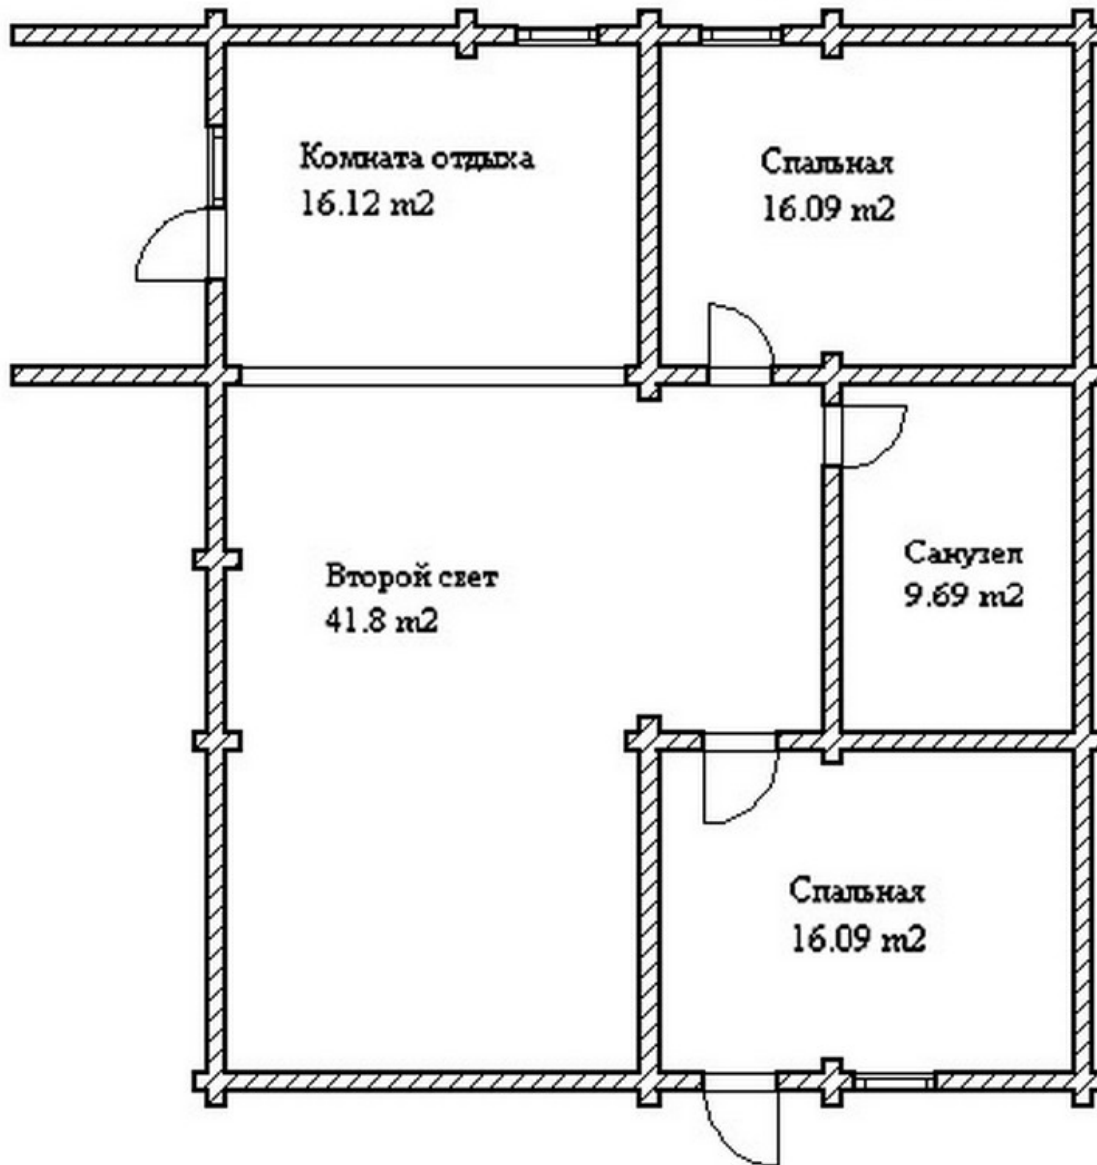 Комната отдыха
16.12 m2
Спальная
16.09 m2
Второй свет
41.8 m2
Санузел
9.69 m2
Спальная
16.09 m2